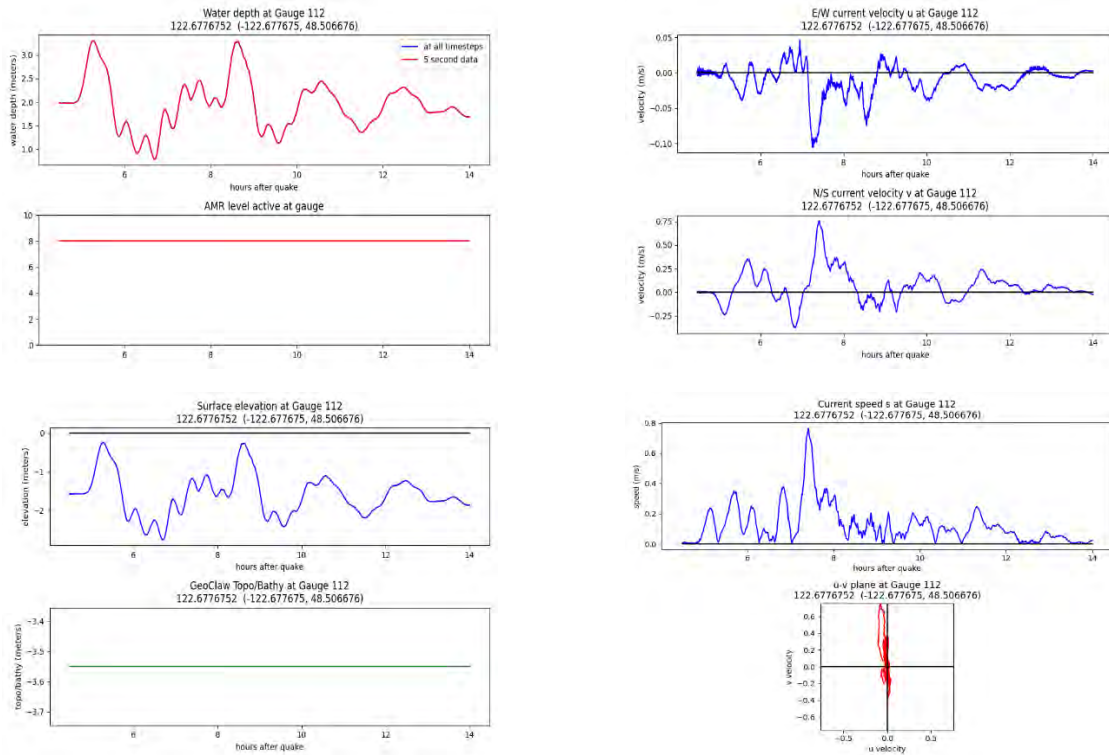 Water depth at Gauge 112
122.6776752 (-122.677675, 48.506676)
at all timesteps
5 second data
water depth (meters)
3.0
2.5
2.0
1.5
1.0
6 8 10 12 14
hours after quake
AMR level active at gauge
10
8
6
4
2
0
6 8 10 12 14
hours after quake
Surface elevation at Gauge 112
122.6776752 (-122.677675, 48.506676)
elevation (meters)
0
−1
−2
6 8 10 12 14
hours after quake
GeoClaw Topo/Bathy at Gauge 112
122.6776752 (-122.677675, 48.506676)
topo/bathy (meters)
−3.4
−3.5
−3.6
−3.7
6 8 10 12 14
hours after quake
E/W current velocity u at Gauge 112
122.6776752 (-122.677675, 48.506676)
velocity (m/s)
0.05
0.00
−0.05
−0.10
6 8 10 12 14
hours after quake
N/S current velocity v at Gauge 112
122.6776752 (-122.677675, 48.506676)
velocity (m/s)
0.75
0.50
0.25
0.00
−0.25
6 8 10 12 14
hours after quake
Current speed s at Gauge 112
122.6776752 (-122.677675, 48.506676)
speed (m/s)
0.8
0.6
0.4
0.2
0.0
6 8 10 12 14
hours after quake
u-v plane at Gauge 112
122.6776752 (-122.677675, 48.506676)
v velocity
0.6
0.4
0.2
0.0
−0.2
−0.4
−0.6
−0.5 0.0 0.5
u velocity